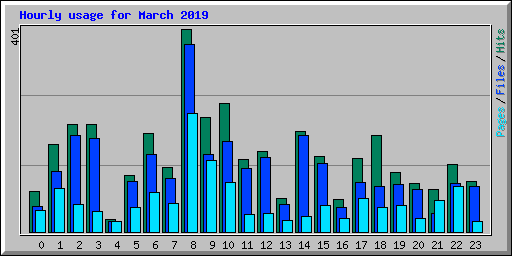 Hourly usage for March 2019
401
Pages/Files/Hits
0 1 2 3 4 5 6 7 8 9 10 11 12 13 14 15 16 17 18 19 20 21 22 23